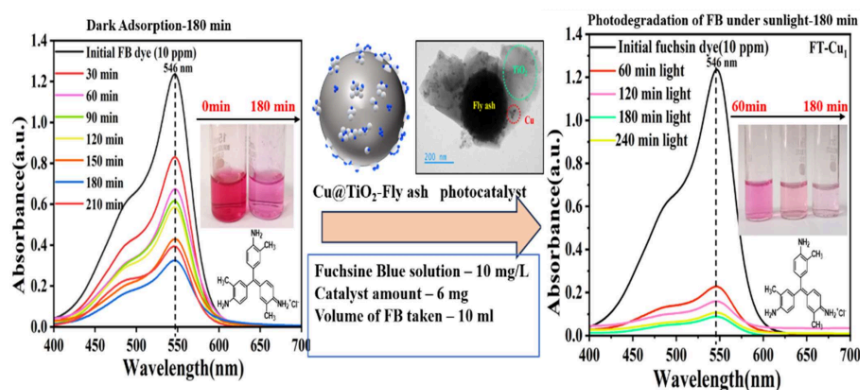 Dark Adsorption-180 min
Absorbance(a.u.)
1.4
1.2
1.0
0.8
0.6
0.4
0.2
0.0
Initial FB dye (10 ppm)
546 nm
30 min
60 min
90 min
120 min
150 min
180 min
210 min
0min 180 min
NH₂
CH₃
H₃C
H₂N
NH₂⁺Cl⁻
CH₃
400 450 500 550 600 650 700
Wavelength(nm)
TiO₂
Fly ash
Cu
200 nm
Cu@TiO₂-Fly ash photocatalyst
Fuchsine Blue solution – 10 mg/L
Catalyst amount – 6 mg
Volume of FB taken – 10 ml
Photodegradation of FB under sunlight-180 min
Absorbance(a.u.)
1.4
1.2
1.0
0.8
0.6
0.4
0.2
0.0
Initial fuchsin dye(10 ppm)
FT-Cu₁
546 nm
60 min light
120 min light
180 min light
240 min light
60min 180 min
NH₂
CH₃
H₃C
H₂N
NH₂⁺Cl⁻
CH₃
400 450 500 550 600 650 700
Wavelength(nm)